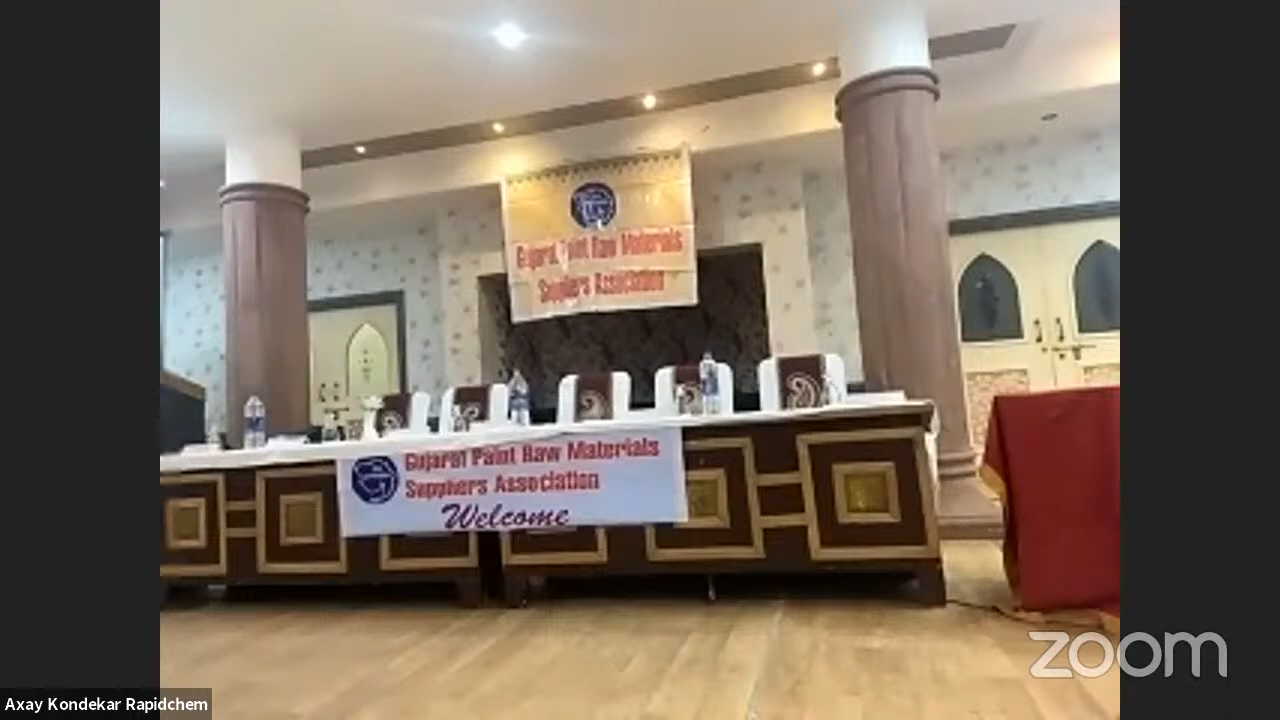 Gujarat Paint Raw Materials
Suppliers Association
Gujarat Paint Raw Materials
Suppliers Association
Welcome
zoom
Axay Kondekar Rapidchem